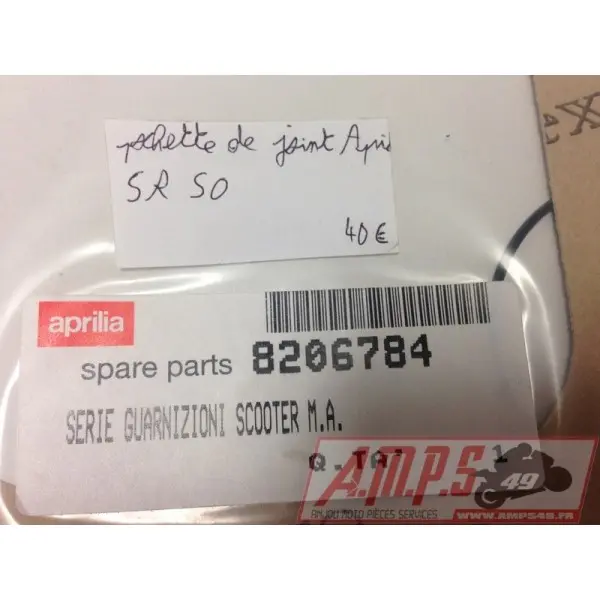 pochette de joint Apri
SR 50
40€
aprilia
spare parts 8206784
SERIE GUARNIZIONI SCOOTER M.A.
Q.TA' 1
A.M.P.S
49
ANJOU MOTO PIÈCES SERVICES
WWW.AMPS49.FR